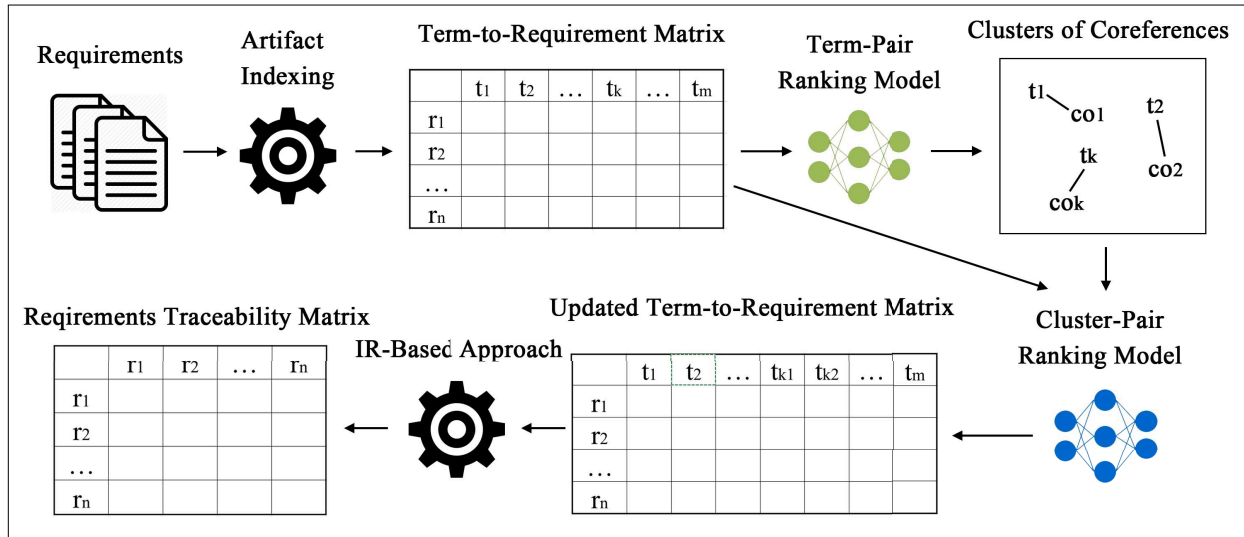 Requirements
Artifact
Indexing
Term-to-Requirement Matrix
t1 t2 … tk … tm
r1
r2
…
rn
Term-Pair
Ranking Model
Clusters of Coreferences
t1
co1
t2
co2
tk
cok
Cluster-Pair
Ranking Model
Updated Term-to-Requirement Matrix
t1 t2 … tk1 tk2 … tm
r1
r2
…
rn
IR-Based Approach
Reqirements Traceability Matrix
r1 r2 … rn
r1
r2
…
rn